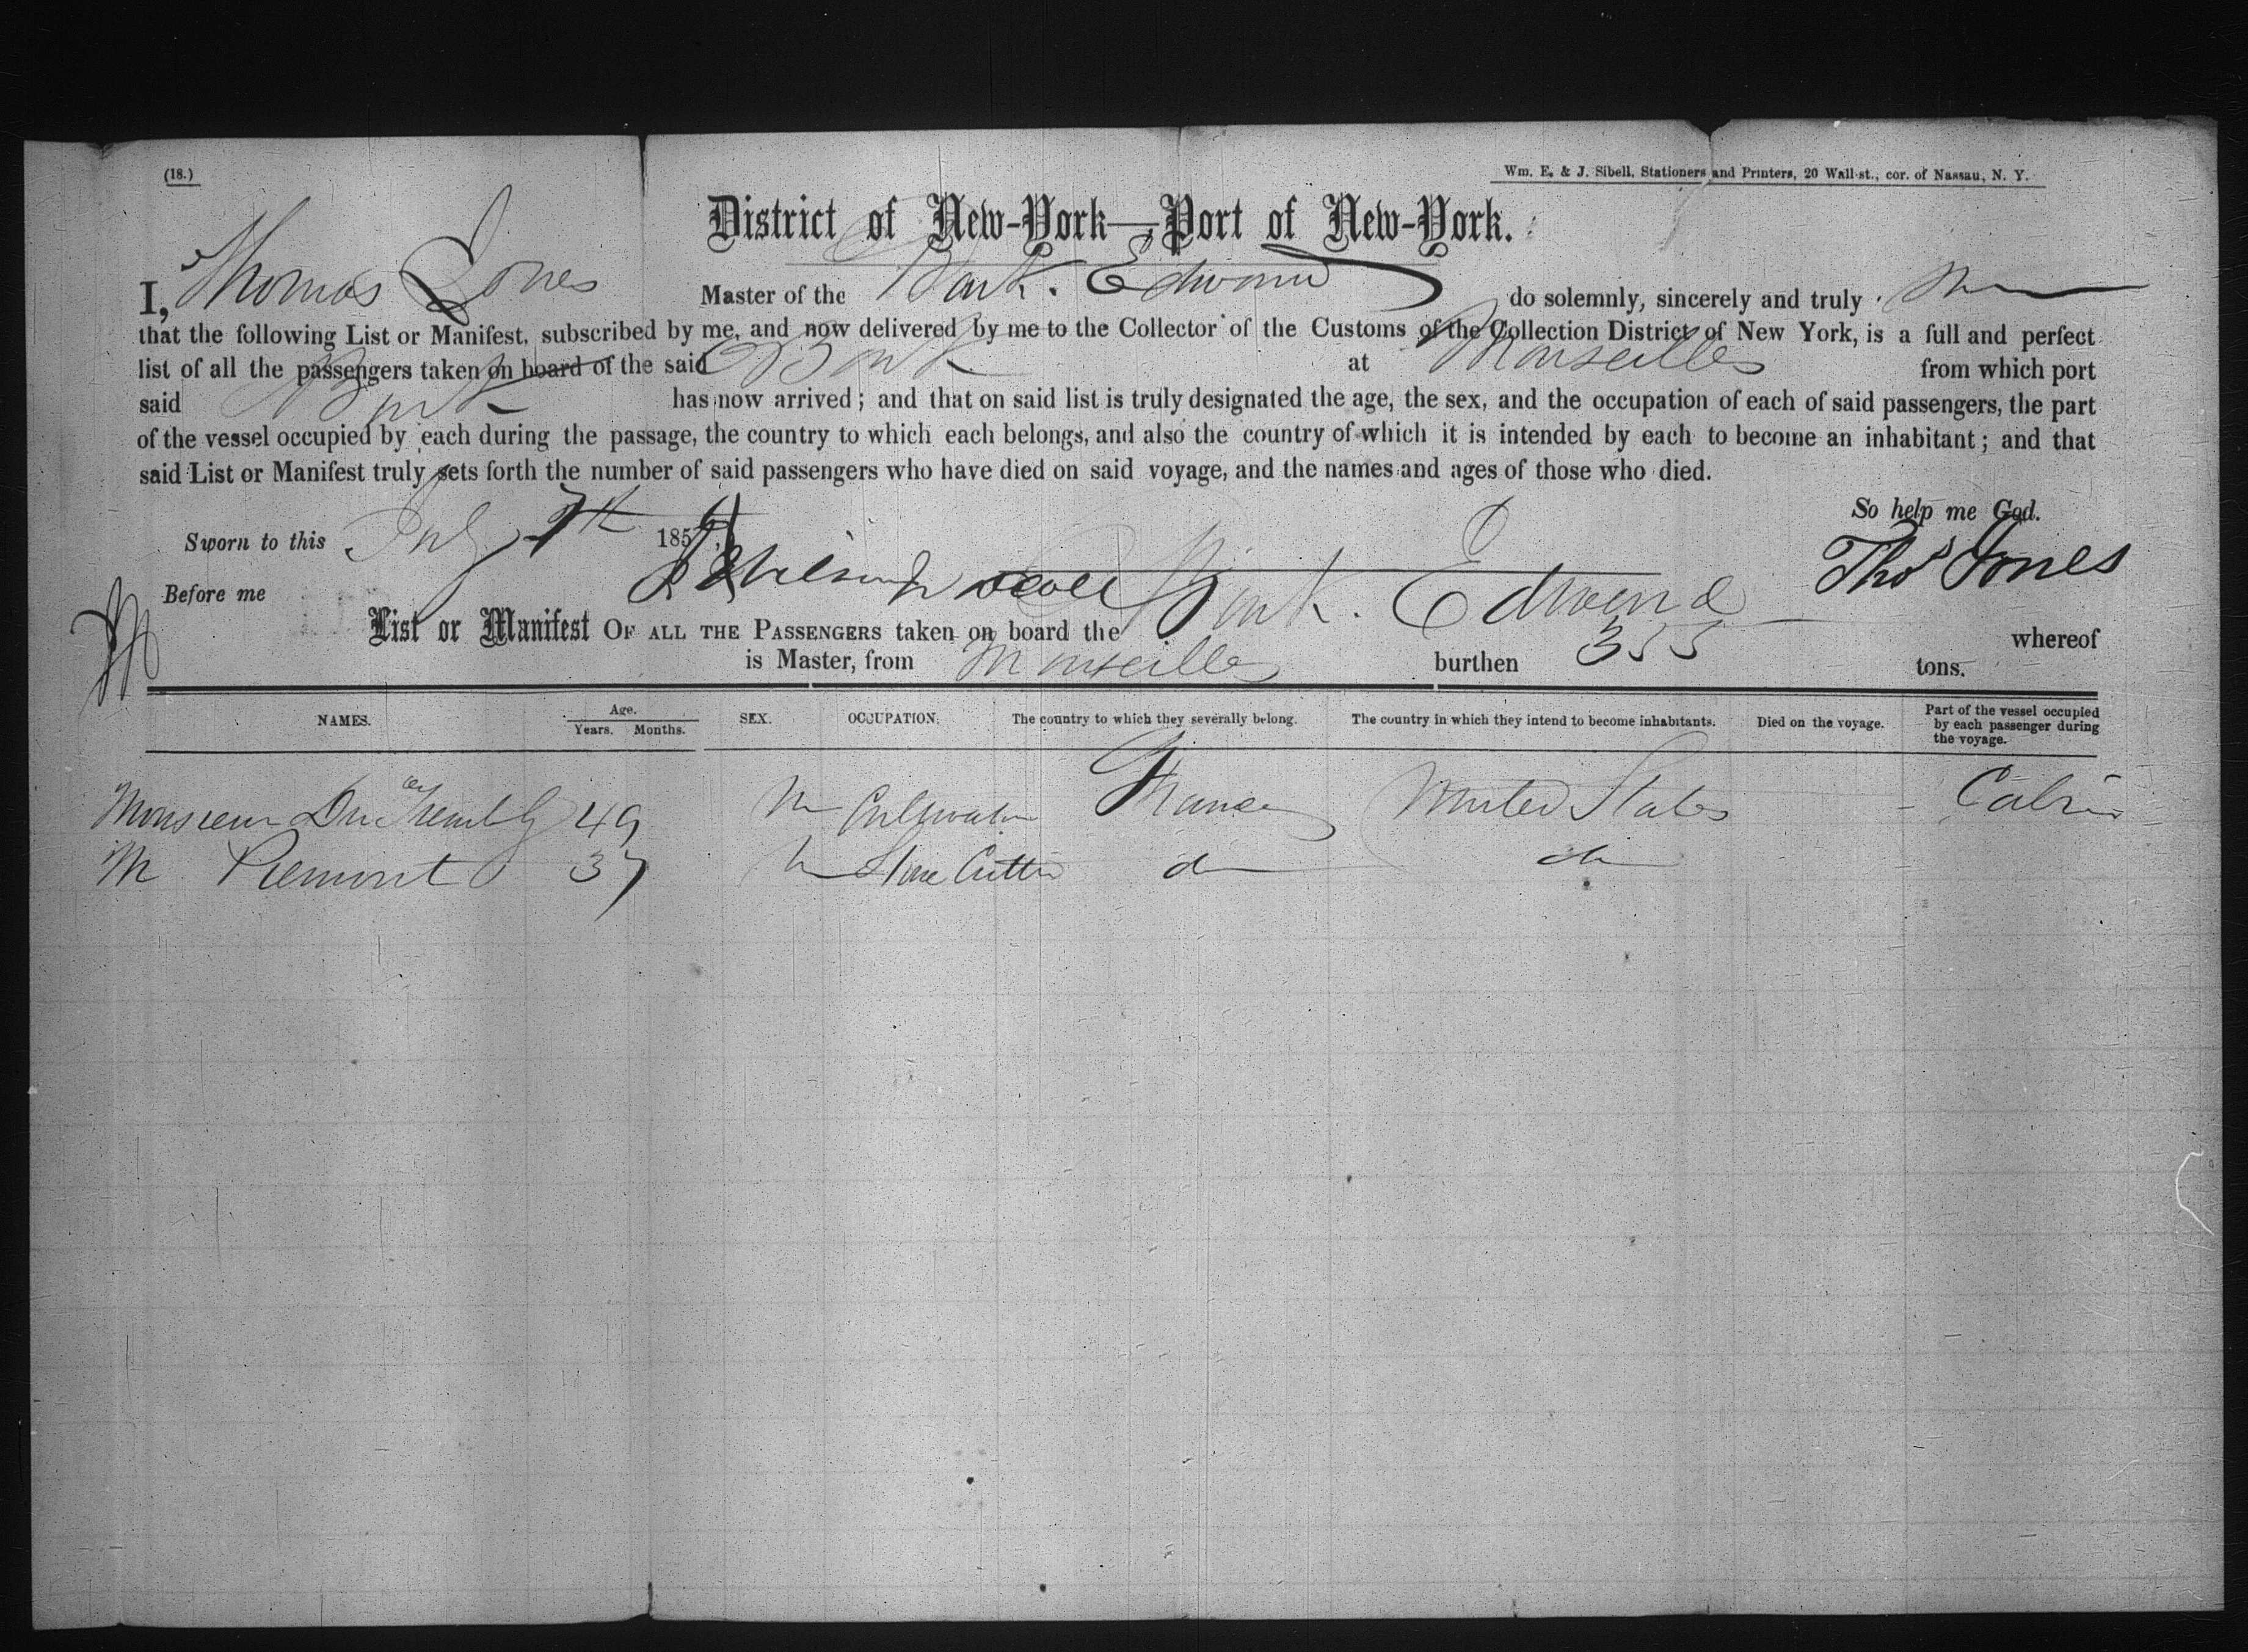 (18.)
Wm. E. & J. Sibell, Stationers and Printers, 20 Wall-st., cor. of Nassau, N. Y.
District of New-York—Port of New-York.
I, Thomas Jones Master of the Bark. Edward do solemnly, sincerely and truly
that the following List or Manifest, subscribed by me, and now delivered by me to the Collector of the Customs of the Collection District of New York, is a full and perfect
list of all the passengers taken on board of the said Bark at Marseilles from which port
said Bark has now arrived; and that on said list is truly designated the age, the sex, and the occupation of each of said passengers, the part
of the vessel occupied by each during the passage, the country to which each belongs, and also the country of which it is intended by each to become an inhabitant; and that
said List or Manifest truly sets forth the number of said passengers who have died on said voyage, and the names and ages of those who died.
So help me God.
Sworn to this July 7th 185
Thos Jones
Before me
List or Manifest OF ALL THE PASSENGERS taken on board the Bark. Edward whereof
is Master, from Marseilles burthen 355 tons.
NAMES. Age. Years. Months. SEX. OCCUPATION. The country to which they severally belong. The country in which they intend to become inhabitants. Died on the voyage. Part of the vessel occupied by each passenger during the voyage.
Monsieur Du 49 M Cultivator France United States Cabin
M Piemont 37 M Stone Cutter do do